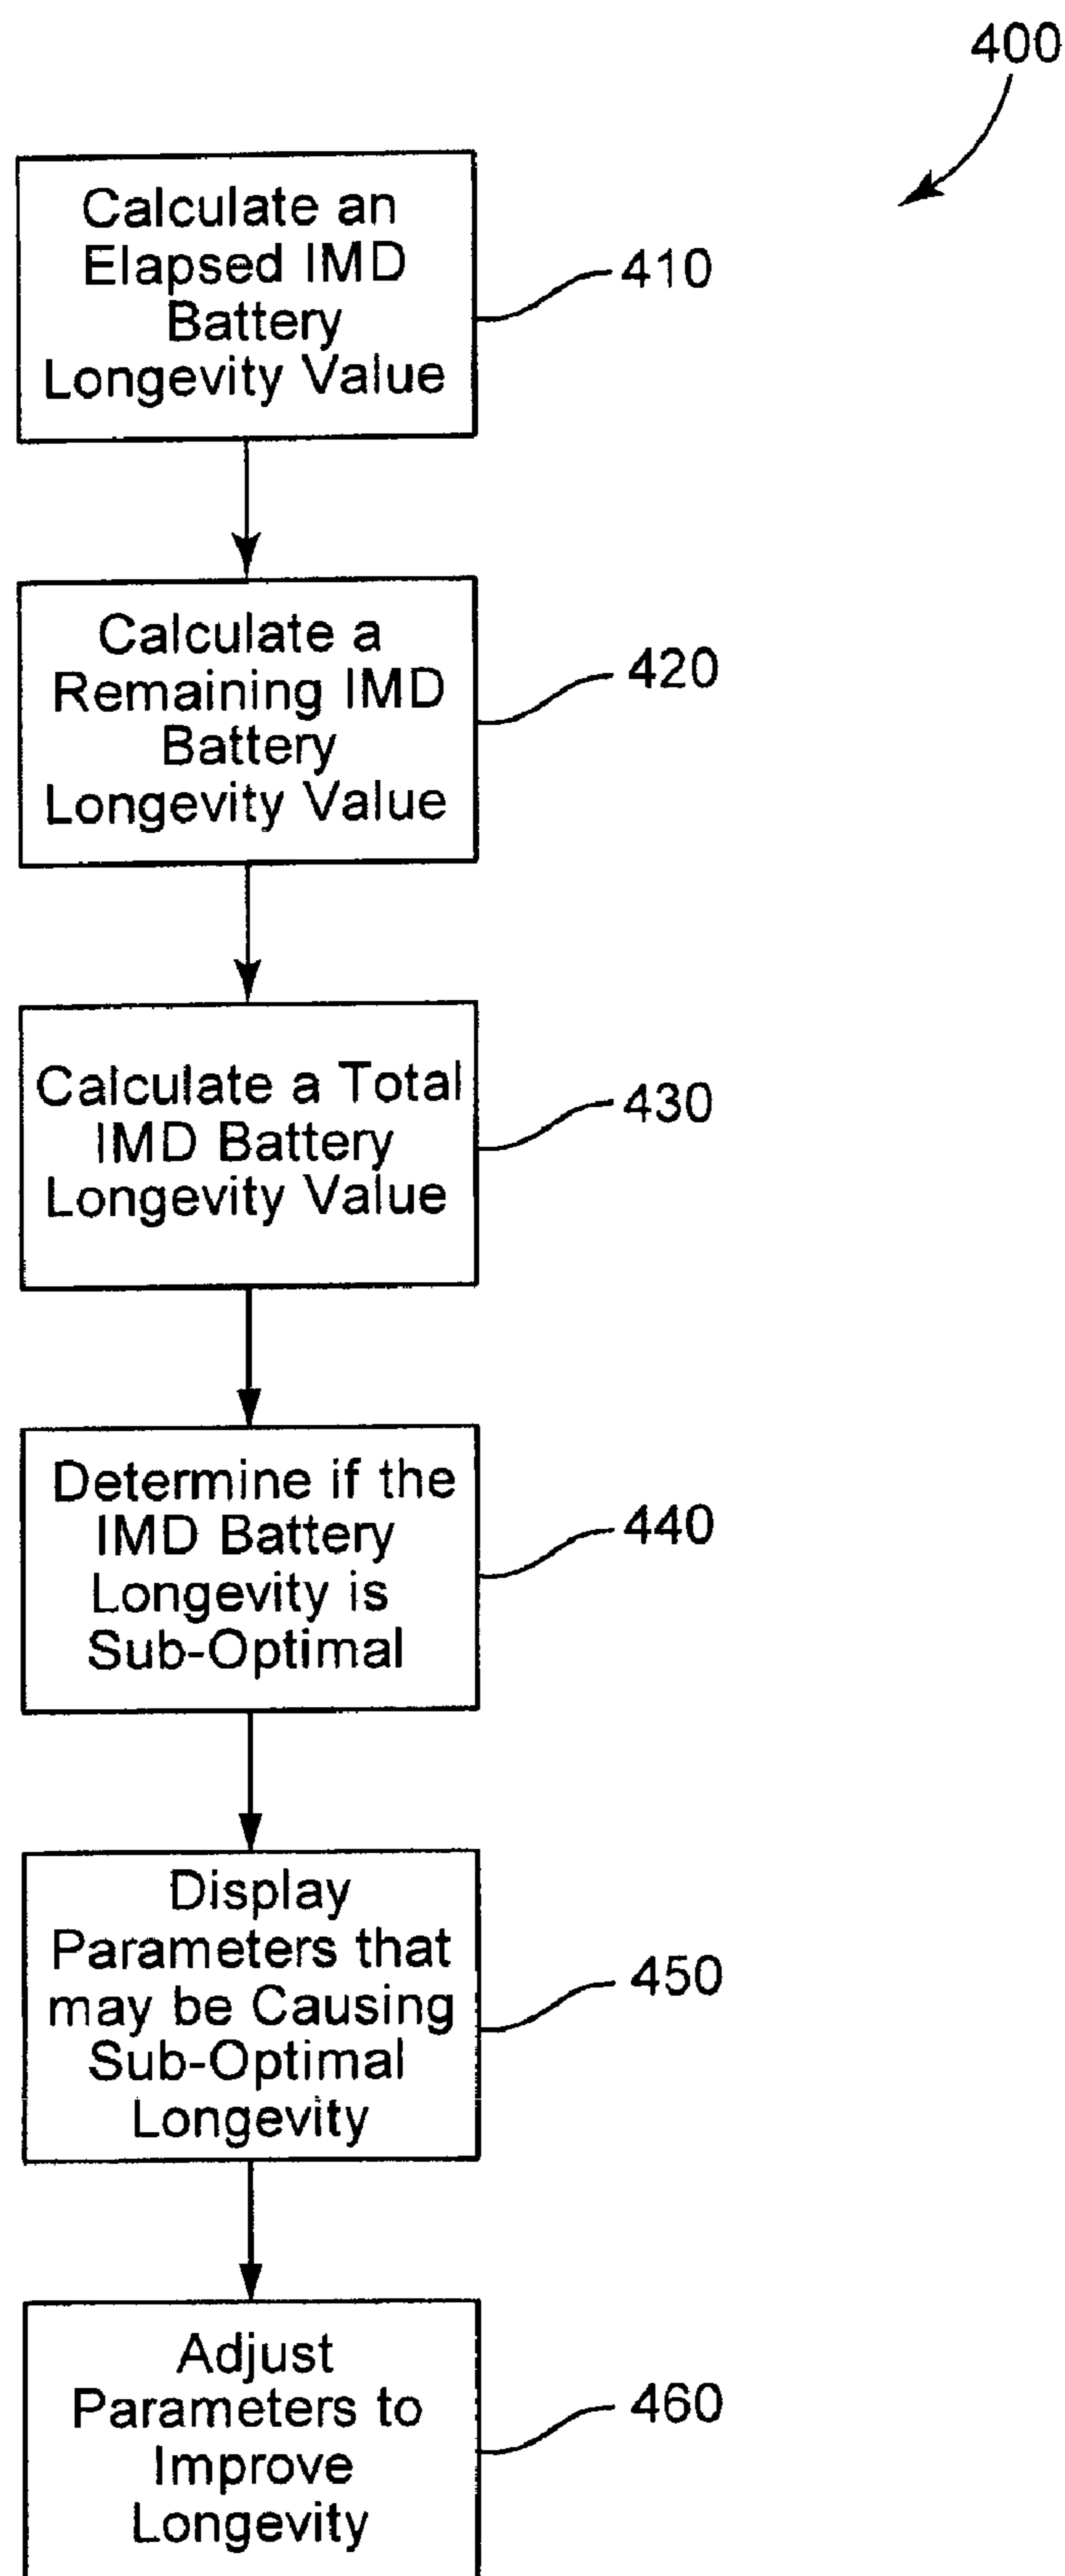 400
Calculate an
Elapsed IMD
Battery
Longevity Value
410
Calculate a
Remaining IMD
Battery
Longevity Value
420
Calculate a Total
IMD Battery
Longevity Value
430
Determine if the
IMD Battery
Longevity is
Sub-Optimal
440
Display
Parameters that
may be Causing
Sub-Optimal
Longevity
450
Adjust
Parameters to
Improve
Longevity
460